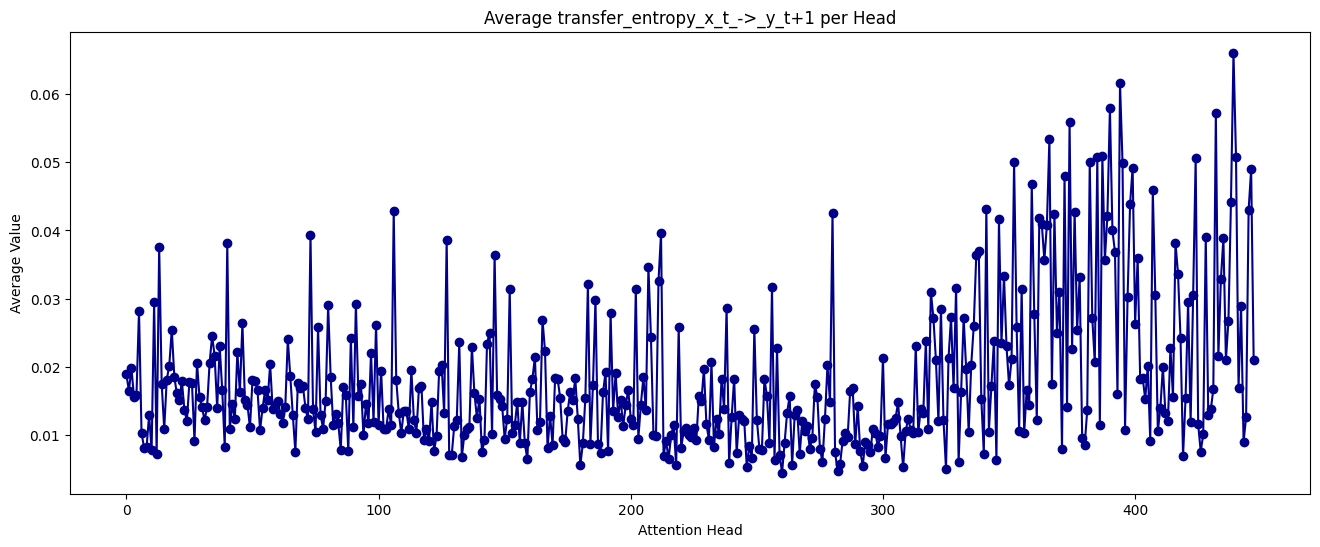 Average transfer_entropy_x_t_->_y_t+1 per Head
Average Value
0.06
0.05
0.04
0.03
0.02
0.01
0 100 200 300 400
Attention Head